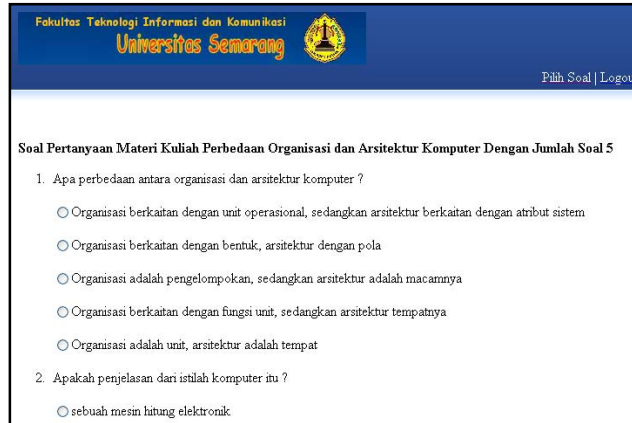 Fakultas Teknologi Informasi dan Komunikasi
Universitas Semarang
Pilih Soal | Logou
Soal Pertanyaan Materi Kuliah Perbedaan Organisasi dan Arsitektur Komputer Dengan Jumlah Soal 5
1. Apa perbedaan antara organisasi dan arsitektur komputer ?
Organisasi berkaitan dengan unit operasional, sedangkan arsitektur berkaitan dengan atribut sistem
Organisasi berkaitan dengan bentuk, arsitektur dengan pola
Organisasi adalah pengelompokan, sedangkan arsitektur adalah macamnya
Organisasi berkaitan dengan fungsi unit, sedangkan arsitektur tempatnya
Organisasi adalah unit, arsitektur adalah tempat
2. Apakah penjelasan dari istilah komputer itu ?
sebuah mesin hitung elektronik